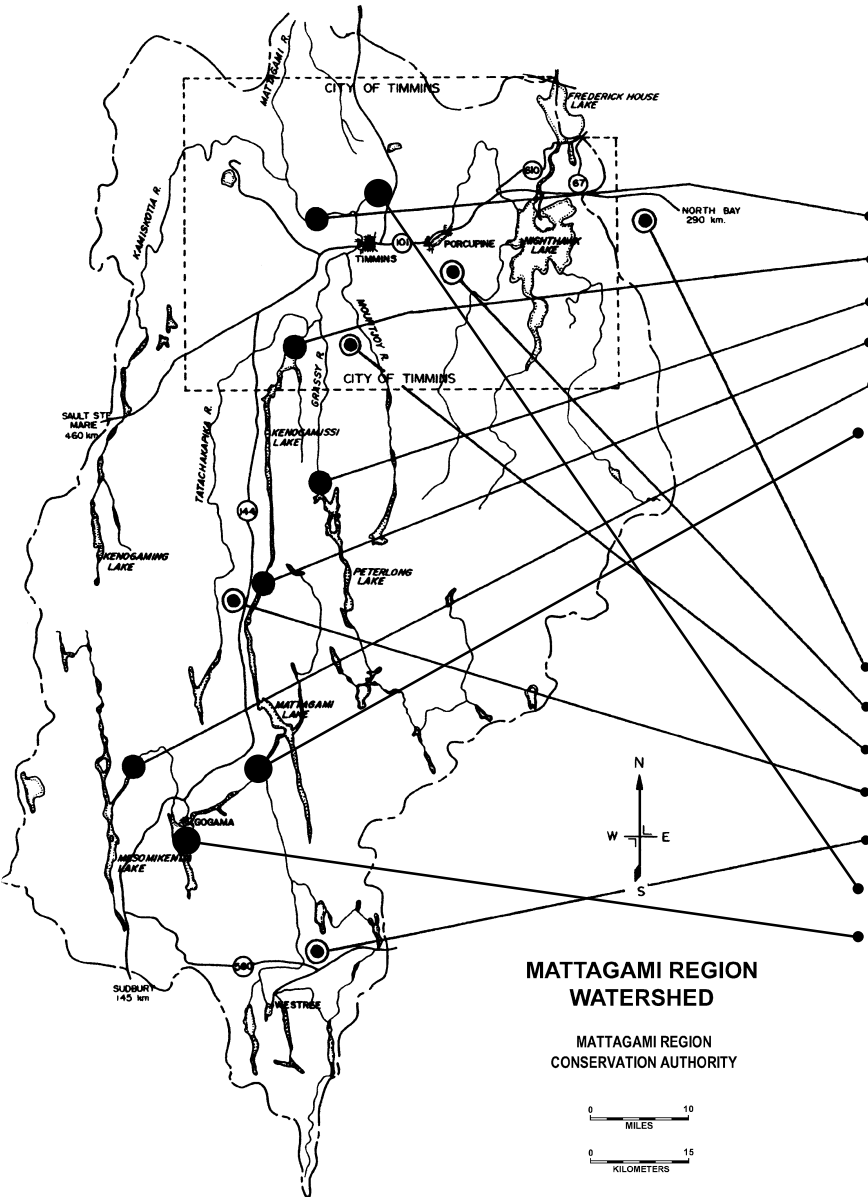 MATTAGAMI R.
CITY OF TIMMINS
FREDERICK HOUSE
LAKE
610
67
KAMISKOTIA R.
NORTH BAY
290 km.
101
PORCUPINE
NIGHTHAWK
LAKE
TIMMINS
MOUNTJOY R.
GRASSY R.
CITY OF TIMMINS
SAULT STE
MARIE
460 km
TATACHAKAPIKA R.
KENOGAMISSI
LAKE
144
KENOGAMING
LAKE
PETERLONG
LAKE
MATTAGAMI
LAKE
N
W E
S
GOGAMA
MESOMIKENDA
LAKE
560
SUDBURY
145 km
WESTREE
MATTAGAMI REGION
WATERSHED
MATTAGAMI REGION
CONSERVATION AUTHORITY
0 10
MILES
0 15
KILOMETERS